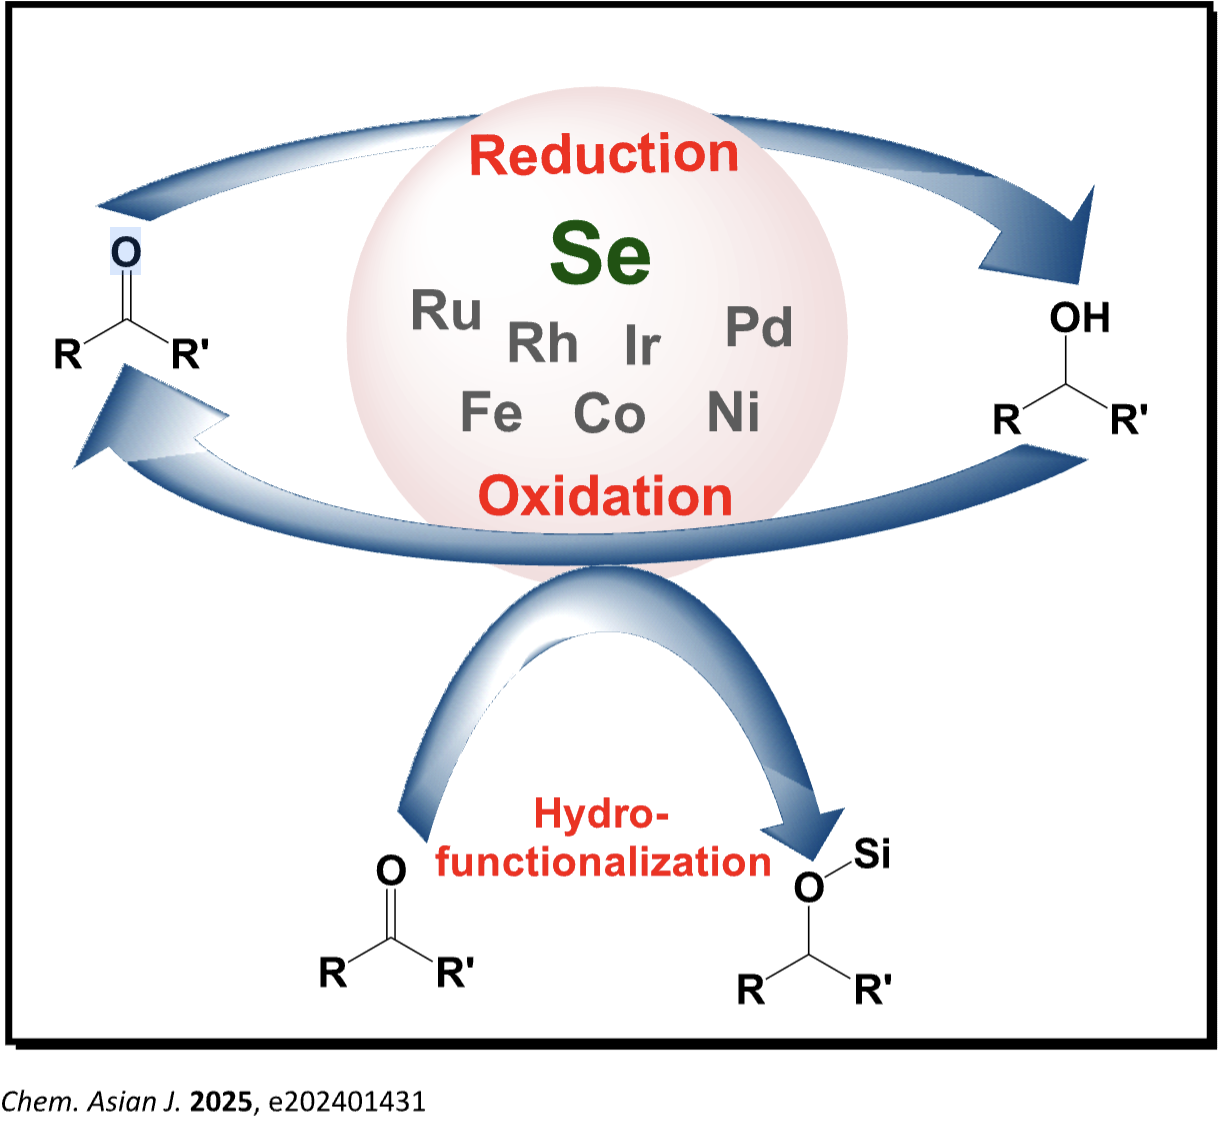 Reduction
Se
Ru Rh Ir Pd
Fe Co Ni
Oxidation
O
R R'
OH
R R'
Hydro-
functionalization
O
R R'
Si
O
R R'
Chem. Asian J. 2025, e202401431